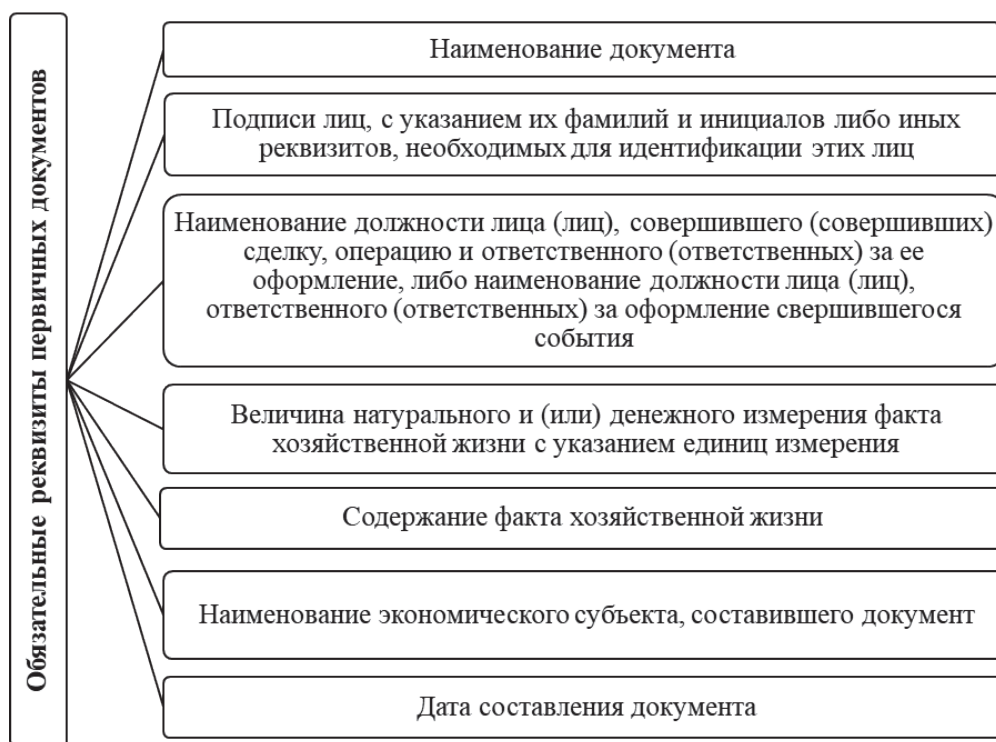 Обязательные реквизиты первичных документов
Наименование документа
Подписи лиц, с указанием их фамилий и инициалов либо иных
реквизитов, необходимых для идентификации этих лиц
Наименование должности лица (лиц), совершившего (совершивших)
сделку, операцию и ответственного (ответственных) за ее
оформление, либо наименование должности лица (лиц),
ответственного (ответственных) за оформление свершившегося
события
Величина натурального и (или) денежного измерения факта
хозяйственной жизни с указанием единиц измерения
Содержание факта хозяйственной жизни
Наименование экономического субъекта, составившего документ
Дата составления документа